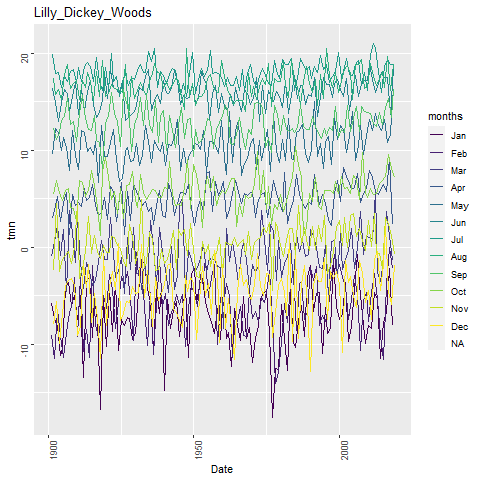 Lilly_Dickey_Woods
tmn
20
10
0
-10
1900
1950
2000
Date
months
Jan
Feb
Mar
Apr
May
Jun
Jul
Aug
Sep
Oct
Nov
Dec
NA